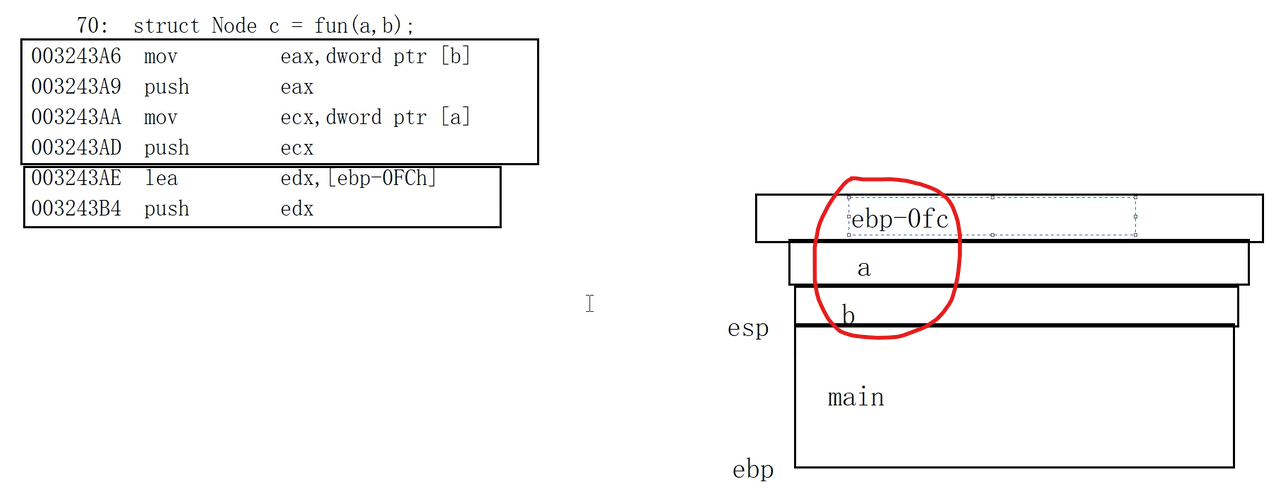 70: struct Node c = fun(a,b);
003243A6 mov eax,dword ptr [b]
003243A9 push eax
003243AA mov ecx,dword ptr [a]
003243AD push ecx
003243AE lea edx,[ebp-0FCh]
003243B4 push edx
ebp-0fc
a
b
esp
main
ebp